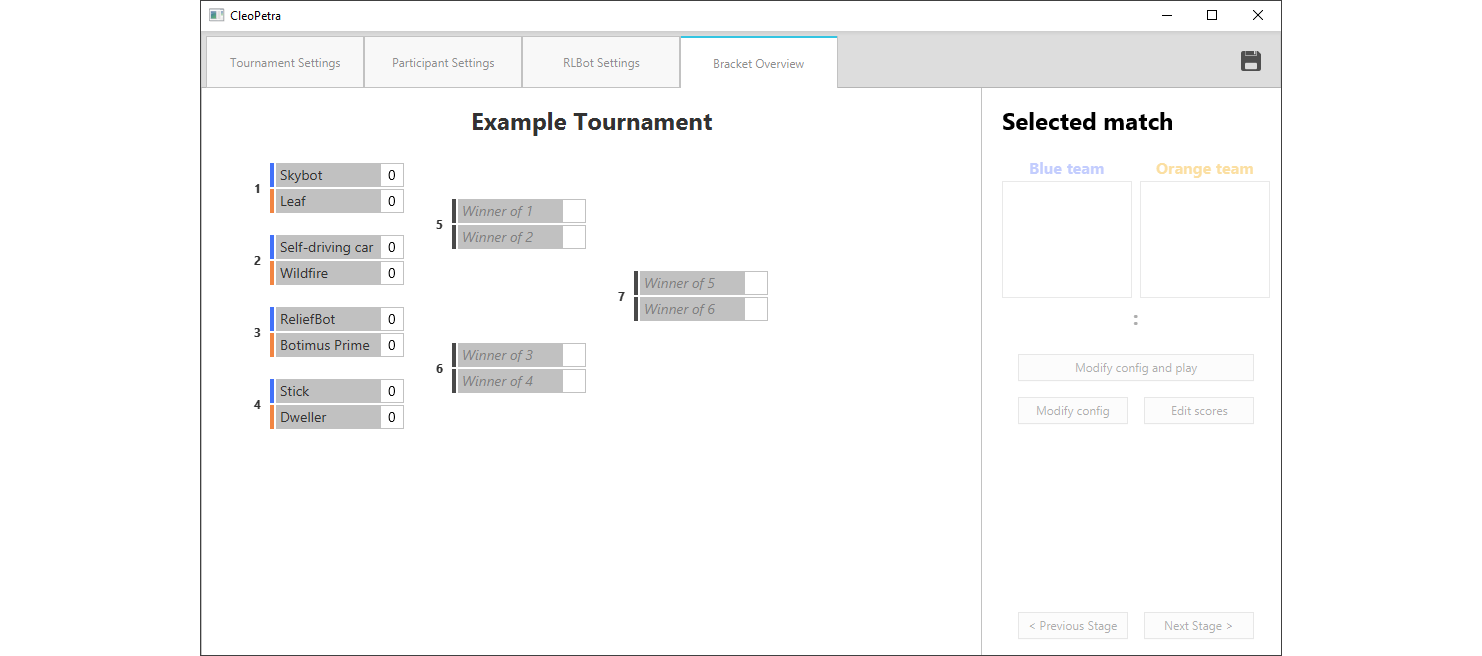 CleoPetra
Tournament Settings
Participant Settings
RLBot Settings
Bracket Overview
Example Tournament
1
Skybot 0
Leaf 0
2
Self-driving car 0
Wildfire 0
3
ReliefBot 0
Botimus Prime 0
4
Stick 0
Dweller 0
5
Winner of 1
Winner of 2
6
Winner of 3
Winner of 4
7
Winner of 5
Winner of 6
Selected match
Blue team
Orange team
:
Modify config and play
Modify config
Edit scores
< Previous Stage
Next Stage >